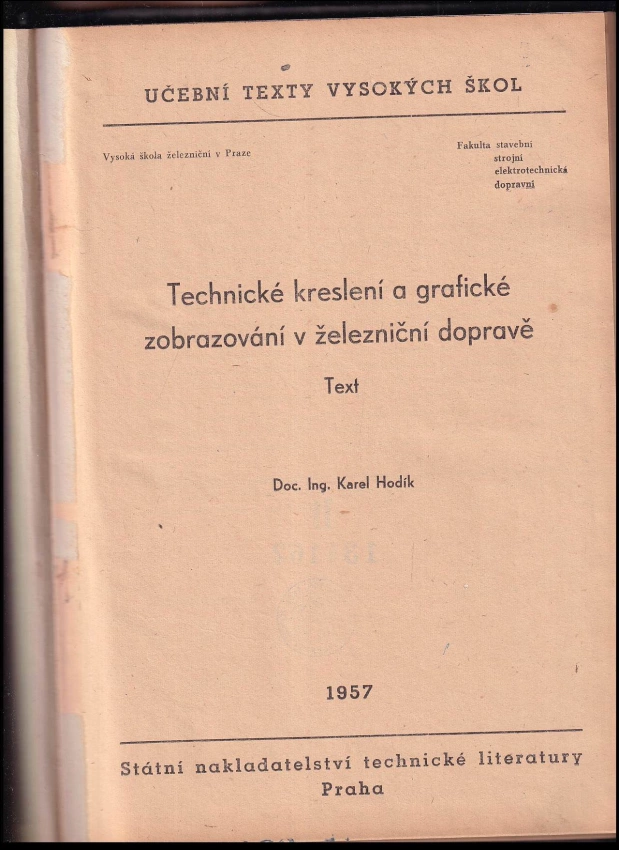 UČEBNÍ TEXTY VYSOKÝCH ŠKOL
Vysoká škola železniční v Praze
Fakulta stavební
strojní
elektrotechnická
dopravní
Technické kreslení a grafické
zobrazování v železniční dopravě
Text
Doc. Ing. Karel Hodík
1957
Státní nakladatelství technické literatury
Praha